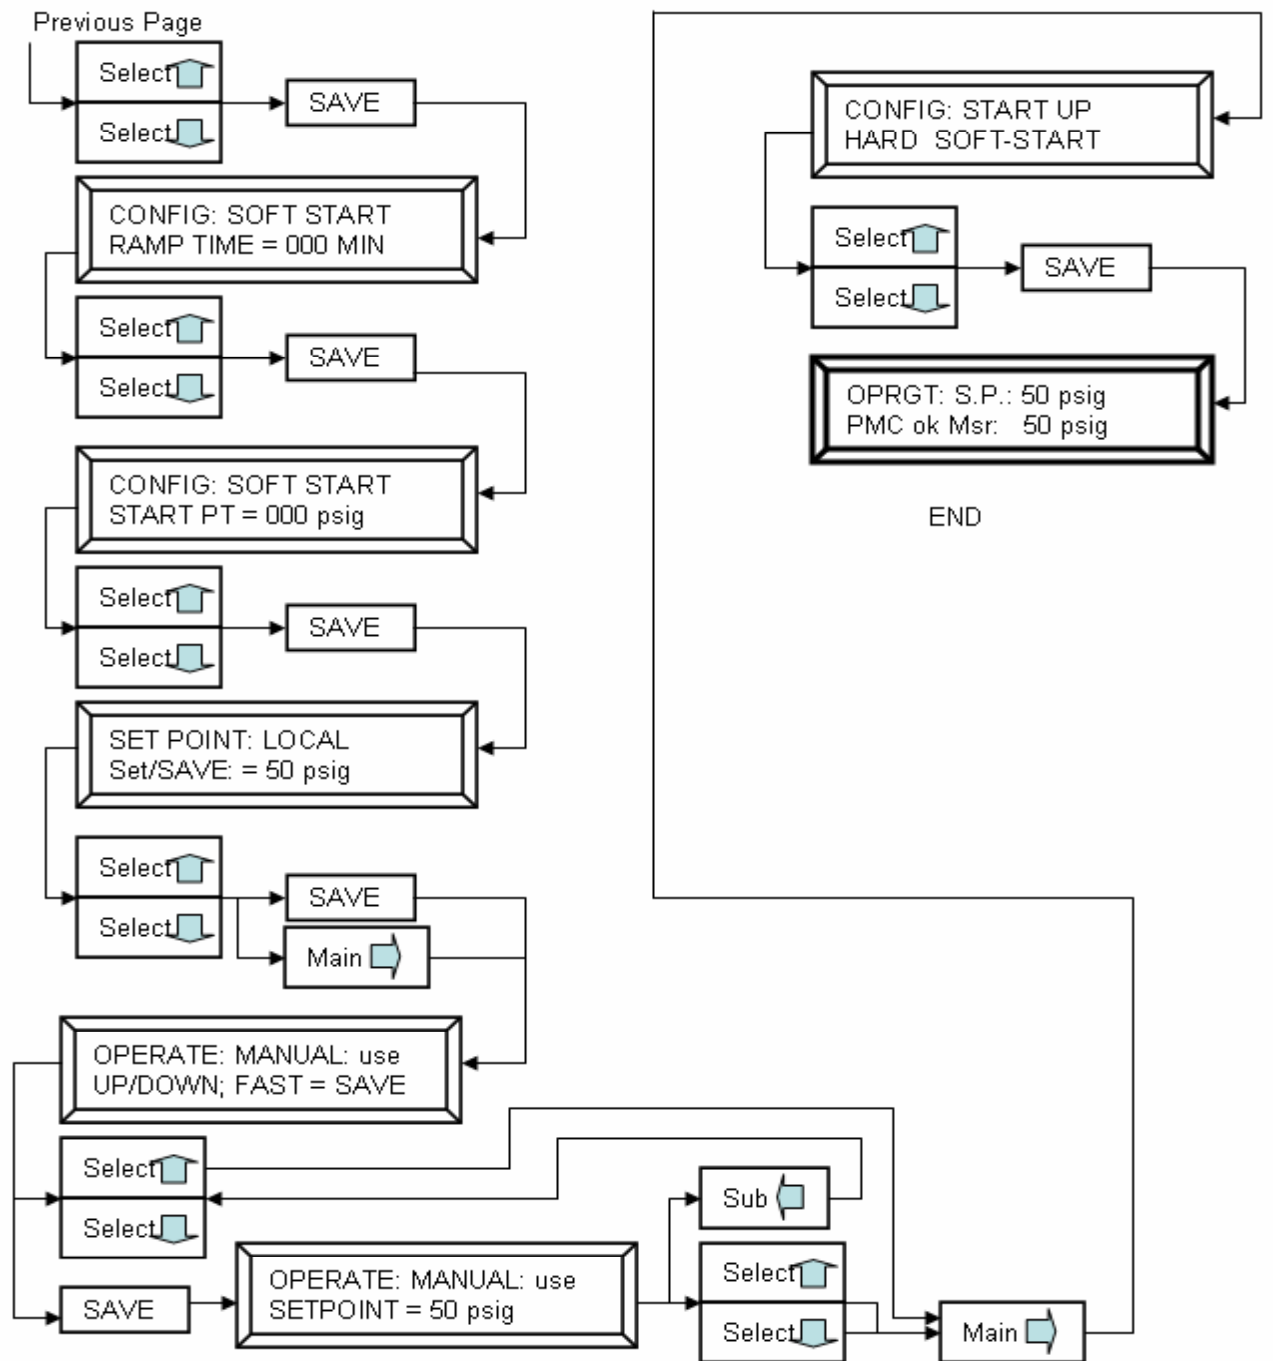 Previous Page
Select
Select
SAVE
CONFIG: SOFT START
RAMP TIME = 000 MIN
Select
Select
SAVE
CONFIG: SOFT START
START PT = 000 psig
Select
Select
SAVE
SET POINT: LOCAL
Set/SAVE: = 50 psig
Select
Select
SAVE
Main
OPERATE: MANUAL: use
UP/DOWN; FAST = SAVE
Select
Select
SAVE
OPERATE: MANUAL: use
SETPOINT = 50 psig
Sub
Select
Select
Main
CONFIG: START UP
HARD SOFT-START
Select
Select
SAVE
OPRGT: S.P.: 50 psig
PMC ok Msr: 50 psig
END